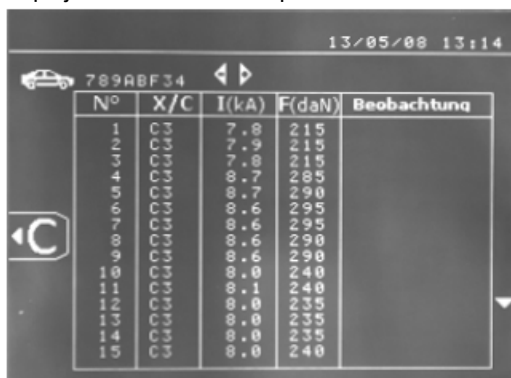 13/05/08 13:14
789ABF34
N° X/C I(kA) F(daN) Beobachtung
1 C3 7.8 215
2 C3 7.9 215
3 C3 7.8 215
4 C3 8.7 285
5 C3 8.7 290
6 C3 8.6 295
7 C3 8.6 295
8 C3 8.6 290
9 C3 8.6 290
10 C3 8.0 240
11 C3 8.1 240
12 C3 8.0 235
13 C3 8.0 235
14 C3 8.0 235
15 C3 8.0 240
C